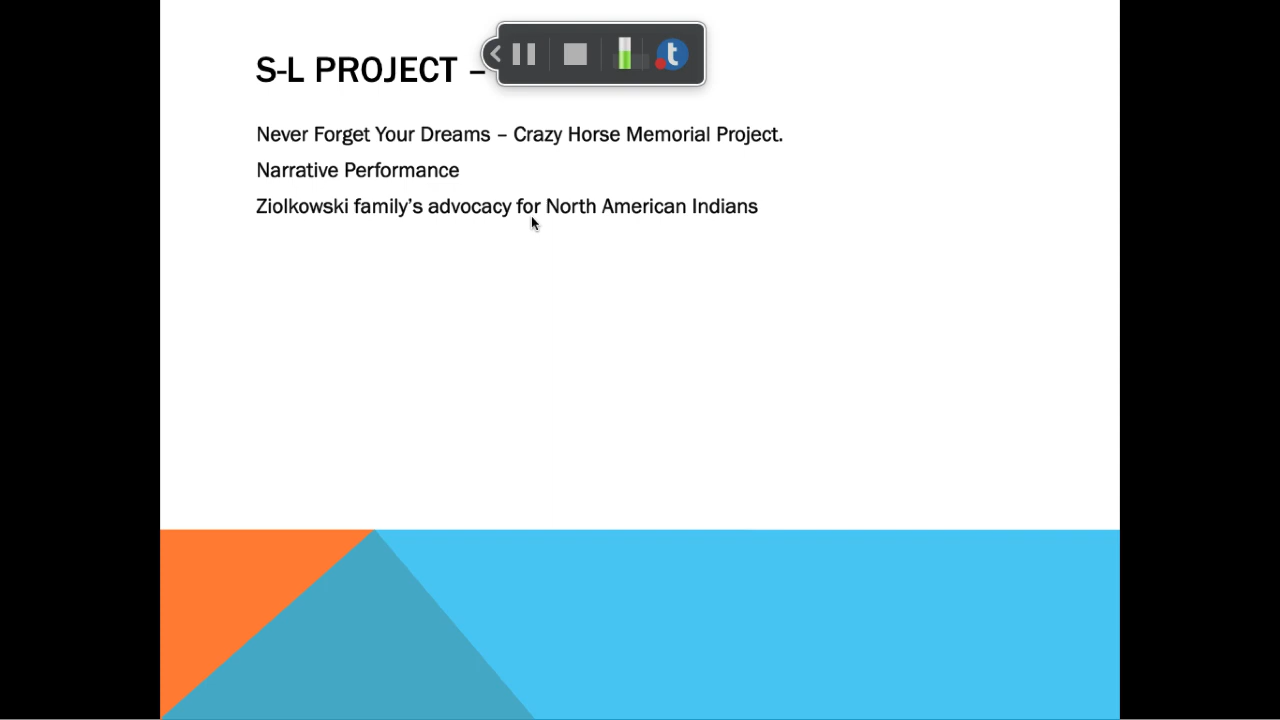 S-L PROJECT –
Never Forget Your Dreams – Crazy Horse Memorial Project.
Narrative Performance
Ziolkowski family's advocacy for North American Indians
t